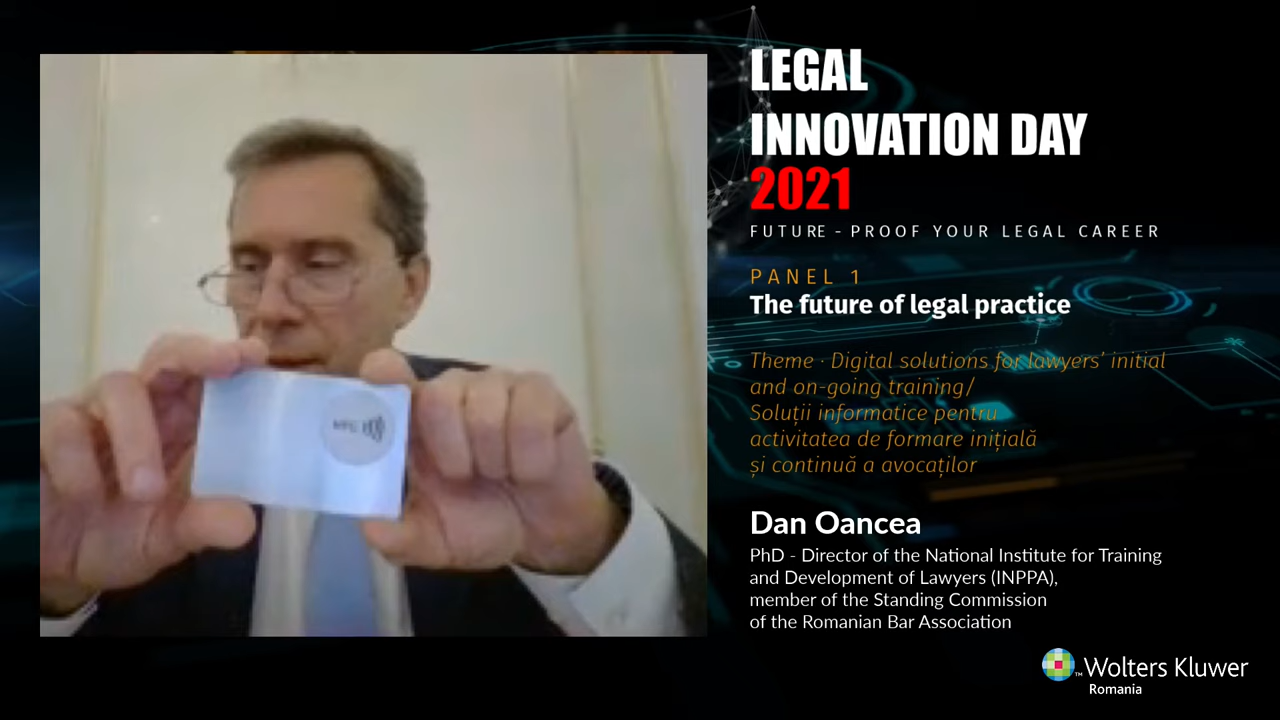 LEGAL
INNOVATION DAY
2021
FUTURE - PROOF YOUR LEGAL CAREER
PANEL 1
The future of legal practice
Theme · Digital solutions for lawyers' initial
and on-going training/
Soluții informatice pentru
activitatea de formare inițială
și continuă a avocaților
Dan Oancea
PhD - Director of the National Institute for Training
and Development of Lawyers (INPPA),
member of the Standing Commission
of the Romanian Bar Association
Wolters Kluwer
Romania
NFC